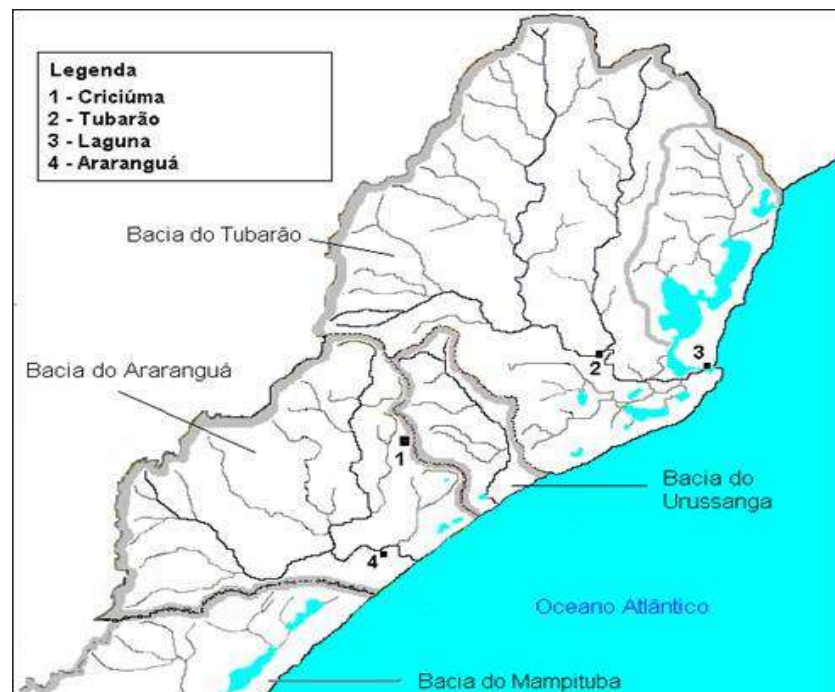 Legenda
1 - Criciúma
2 - Tubarão
3 - Laguna
4 - Araranguá
Bacia do Tubarão
2
3
Bacia do Araranguá
1
Bacia do
Urussanga
4
Oceano Atlântico
Bacia do Mampituba